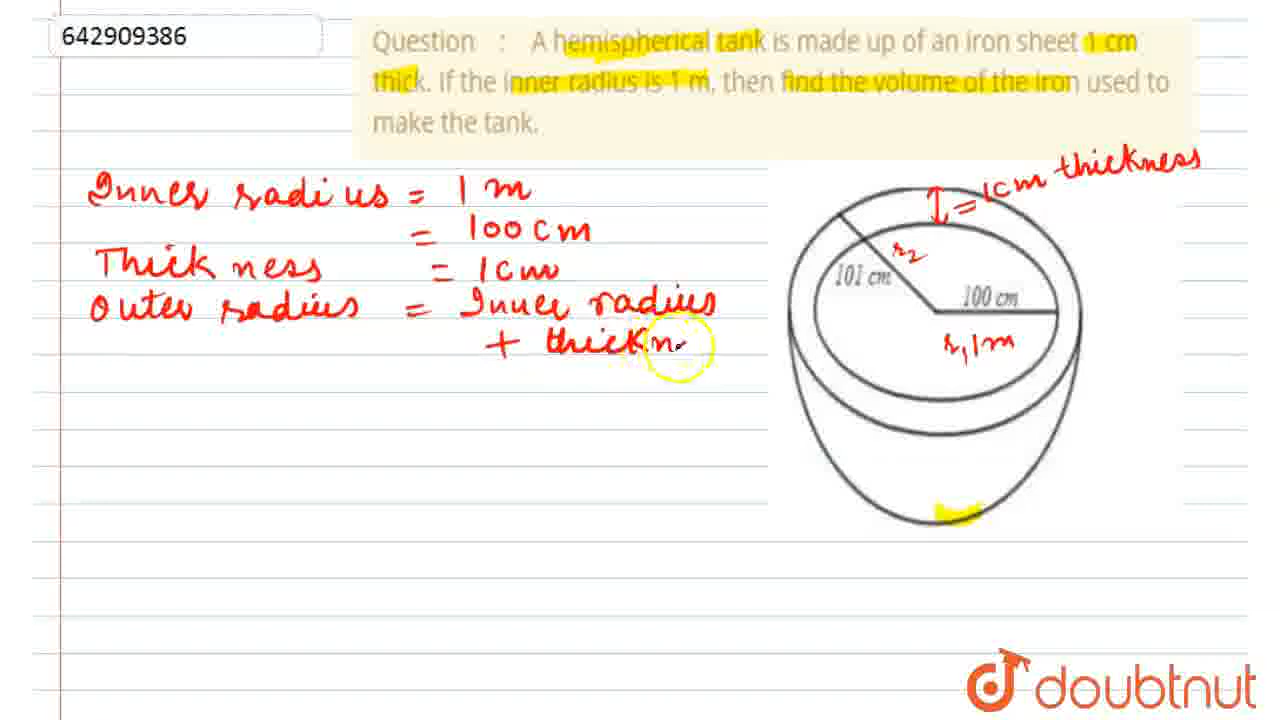 642909386
Question : A hemispherical tank is made up of an iron sheet 1 cm
thick. If the inner radius is 1 m, then find the volume of the iron used to
make the tank.
Inner radius = 1 m
= 100 cm
Thickness = 1 cm
Outer radius = Inner radius
+ thickn
= 1cm thickness
r2
101 cm
100 cm
r, 1m
doubtnut